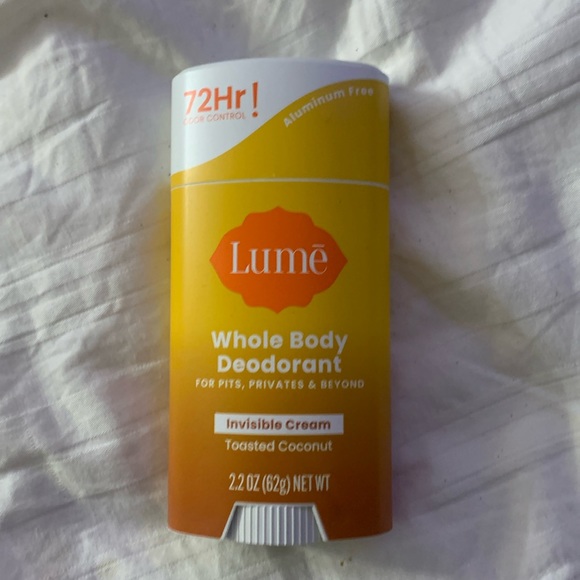 72Hr!
ODOR CONTROL
Aluminum Free
Lumē
Whole Body
Deodorant
FOR PITS, PRIVATES & BEYOND
Invisible Cream
Toasted Coconut
2.2 OZ (62g) NET WT